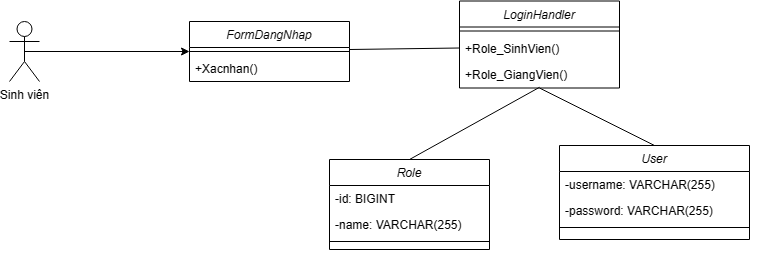 Sinh viên
FormDangNhap
+Xacnhan()
LoginHandler
+Role_SinhVien()
+Role_GiangVien()
Role
-id: BIGINT
-name: VARCHAR(255)
User
-username: VARCHAR(255)
-password: VARCHAR(255)